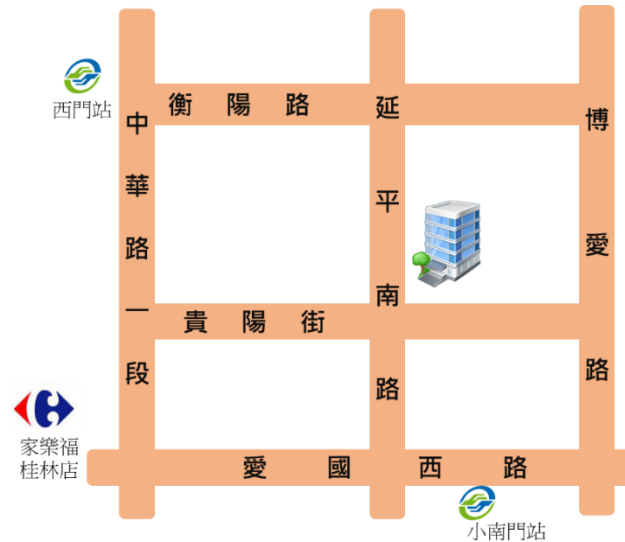 西門站
衡陽路
中華路一段
延平南路
博愛路
貴陽街
家樂福
桂林店
愛國西路
小南門站